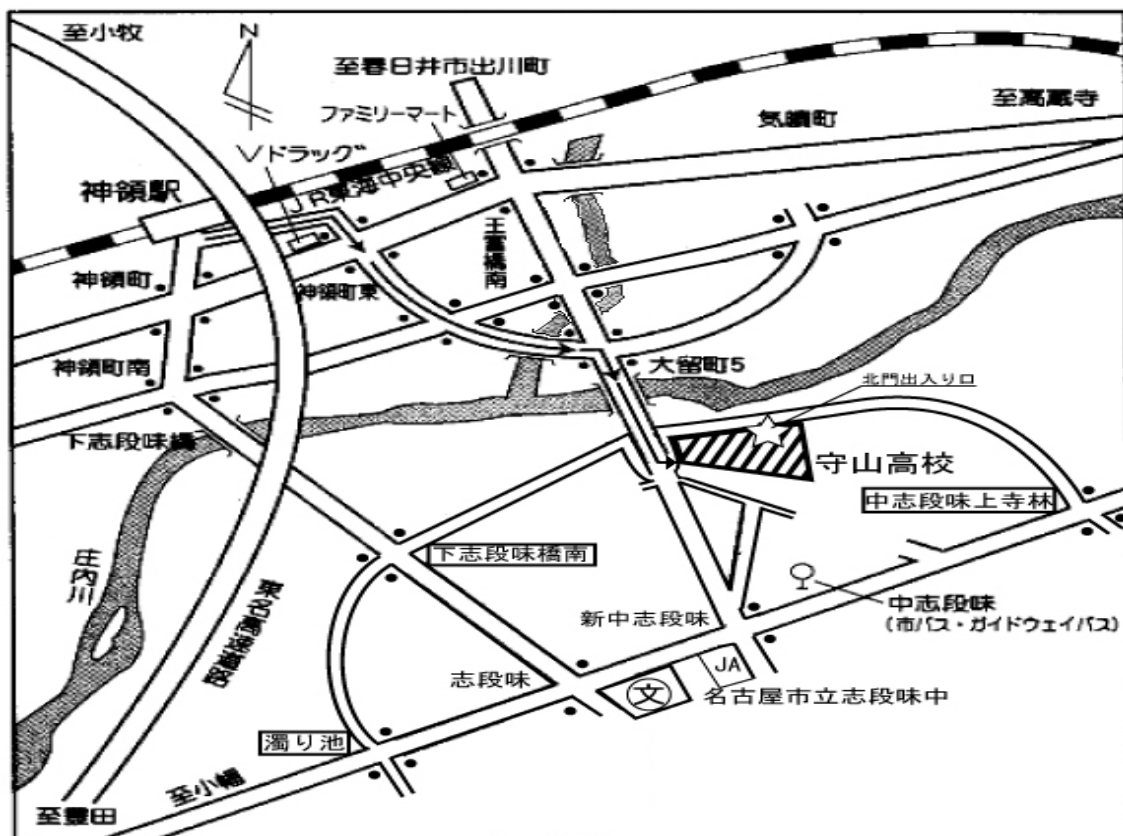 至小牧
N
至春日井市出川町
ファミリーマート
至高蔵寺
気噴町
Vドラッグ
神領駅
JR東海中央線
王富橋南
神領町
神領町東
神領町南
大留町5
北門出入り口
下志段味橋
守山高校
中志段味上寺林
庄内川
下志段味橋南
新中志段味
中志段味
(市バス・ガイドウェイバス)
志段味
JA
文
名古屋市立志段味中
濁り池
至小幡
至豊田